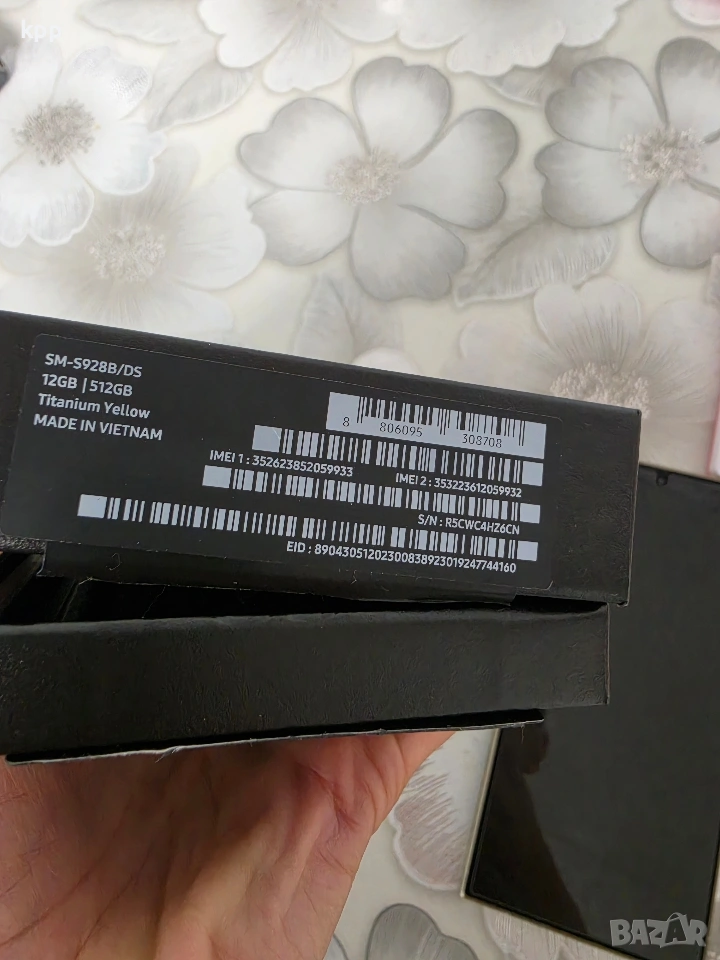 kpp
SM-S928B/DS
12GB | 512GB
Titanium Yellow
MADE IN VIETNAM
8 806095 308708
IMEI 1 : 352623852059933
IMEI 2 : 353223612059932
S/N : R5CWC4HZ6CN
EID : 89043051202300838923019247744160
BAZAR